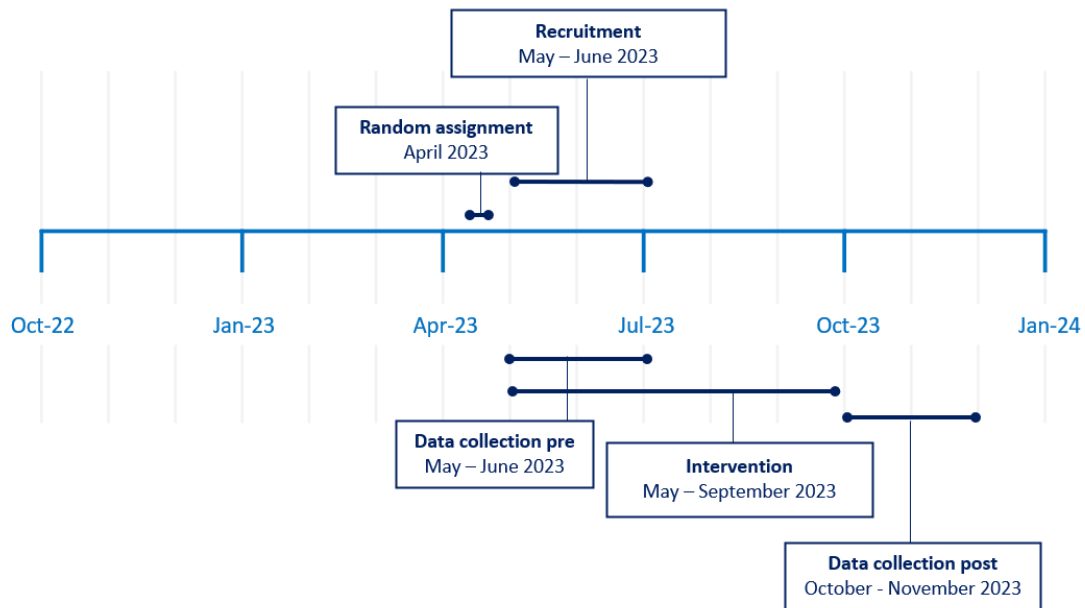 Recruitment
May – June 2023
Random assignment
April 2023
Oct-22
Jan-23
Apr-23
Jul-23
Oct-23
Jan-24
Data collection pre
May – June 2023
Intervention
May – September 2023
Data collection post
October - November 2023